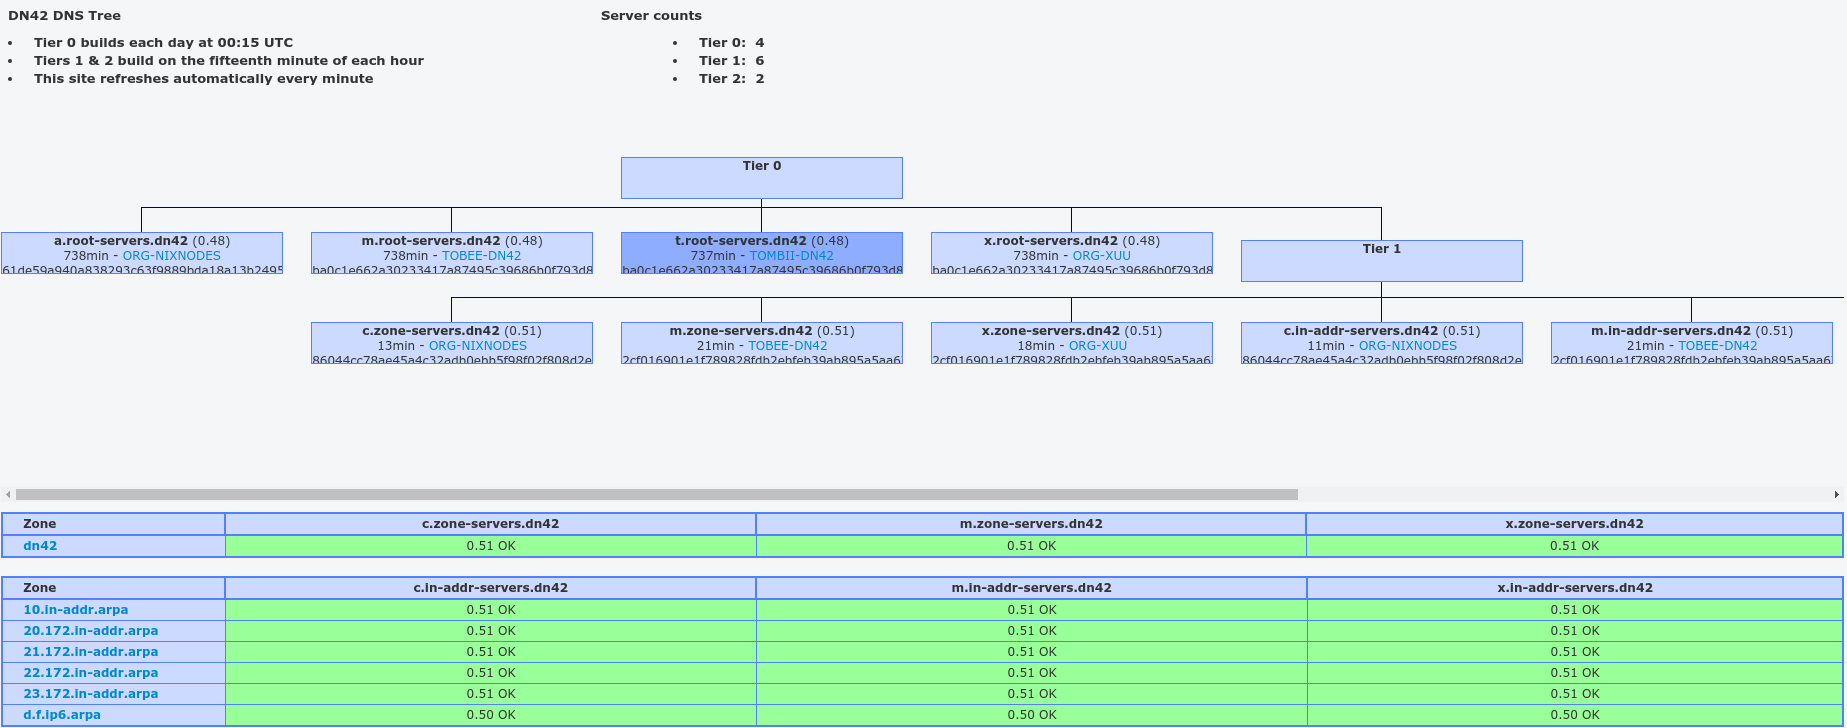 DN42 DNS Tree
• Tier 0 builds each day at 00:15 UTC
• Tiers 1 & 2 build on the fifteenth minute of each hour
• This site refreshes automatically every minute
Server counts
• Tier 0: 4
• Tier 1: 6
• Tier 2: 2
Tier 0
a.root-servers.dn42 (0.48)
738min - ORG-NIXNODES
61de59a940a838293c63f9889bda18a13b2495
m.root-servers.dn42 (0.48)
738min - TOBEE-DN42
ba0c1e662a30233417a87495c39686b0f793d8
t.root-servers.dn42 (0.48)
737min - TOMBII-DN42
ba0c1e662a30233417a87495c39686b0f793d8
x.root-servers.dn42 (0.48)
738min - ORG-XUU
ba0c1e662a30233417a87495c39686b0f793d8
Tier 1
c.zone-servers.dn42 (0.51)
13min - ORG-NIXNODES
86044cc78ae45a4c32adb0ebb5f98f02f808d2e
m.zone-servers.dn42 (0.51)
21min - TOBEE-DN42
2cf016901e1f789828fdb2ebfeb39ab895a5aa6
x.zone-servers.dn42 (0.51)
18min - ORG-XUU
2cf016901e1f789828fdb2ebfeb39ab895a5aa6
c.in-addr-servers.dn42 (0.51)
11min - ORG-NIXNODES
86044cc78ae45a4c32adb0ebb5f98f02f808d2e
m.in-addr-servers.dn42 (0.51)
21min - TOBEE-DN42
2cf016901e1f789828fdb2ebfeb39ab895a5aa6
Zone c.zone-servers.dn42 m.zone-servers.dn42 x.zone-servers.dn42
dn42 0.51 OK 0.51 OK 0.51 OK
Zone c.in-addr-servers.dn42 m.in-addr-servers.dn42 x.in-addr-servers.dn42
10.in-addr.arpa 0.51 OK 0.51 OK 0.51 OK
20.172.in-addr.arpa 0.51 OK 0.51 OK 0.51 OK
21.172.in-addr.arpa 0.51 OK 0.51 OK 0.51 OK
22.172.in-addr.arpa 0.51 OK 0.51 OK 0.51 OK
23.172.in-addr.arpa 0.51 OK 0.51 OK 0.51 OK
d.f.ip6.arpa 0.50 OK 0.50 OK 0.50 OK